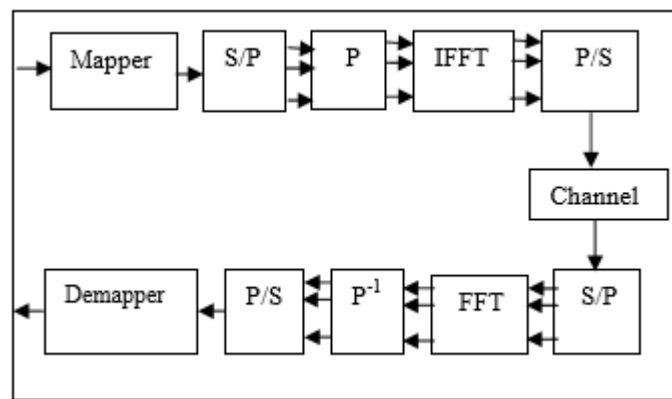 Mapper
S/P
P
IFFT
P/S
Channel
Demapper
P/S
P⁻¹
FFT
S/P